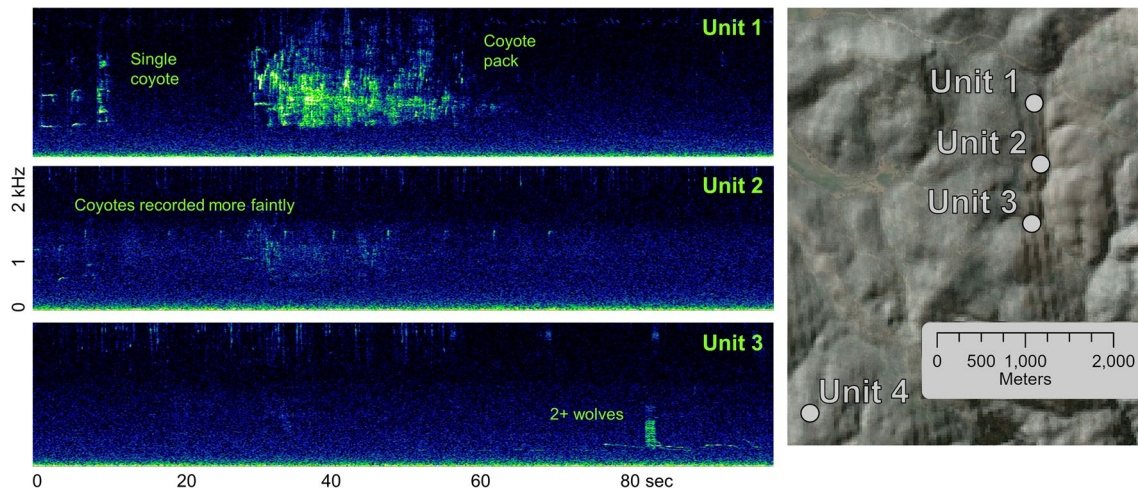 Unit 1
Single
coyote
Coyote
pack
Unit 2
Coyotes recorded more faintly
2 kHz
1
0
Unit 3
2+ wolves
0 20 40 60 80 sec
Unit 1
Unit 2
Unit 3
0 500 1,000 2,000
Meters
Unit 4